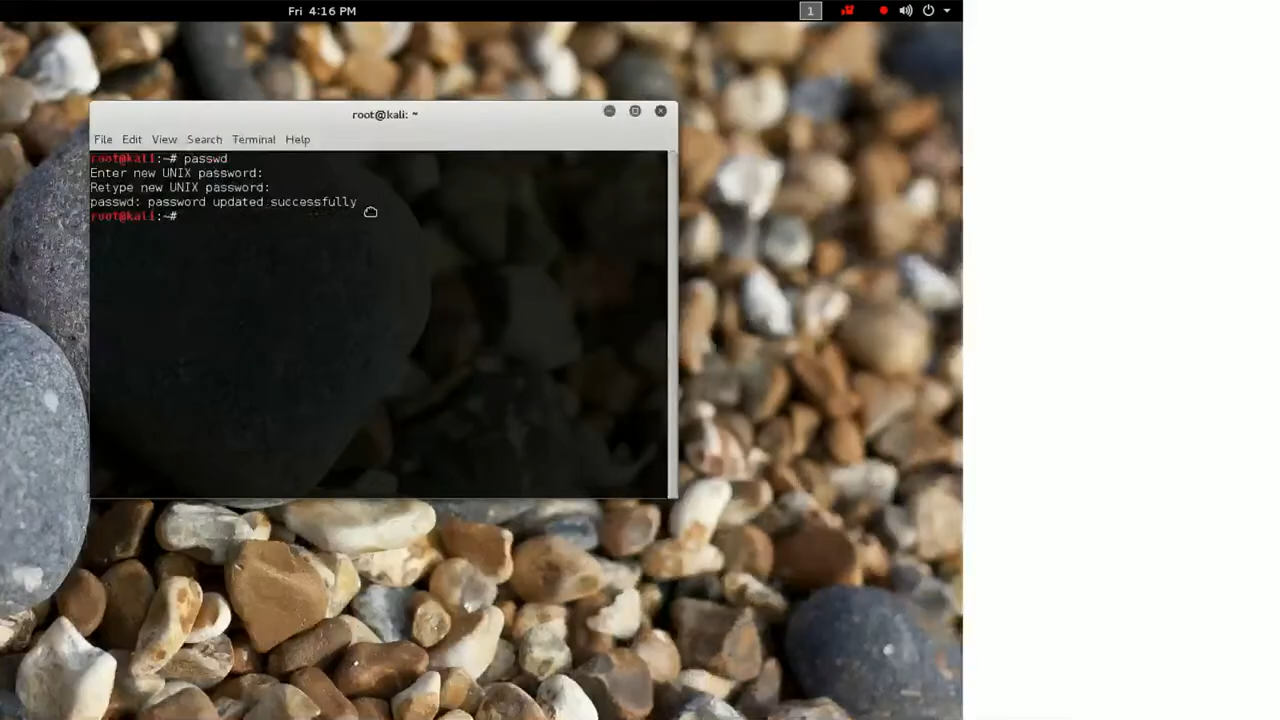 Fri 4:16 PM
1
root@kali: ~
File Edit View Search Terminal Help
root@kali:~# passwd
Enter new UNIX password:
Retype new UNIX password:
passwd: password updated successfully
root@kali:~#